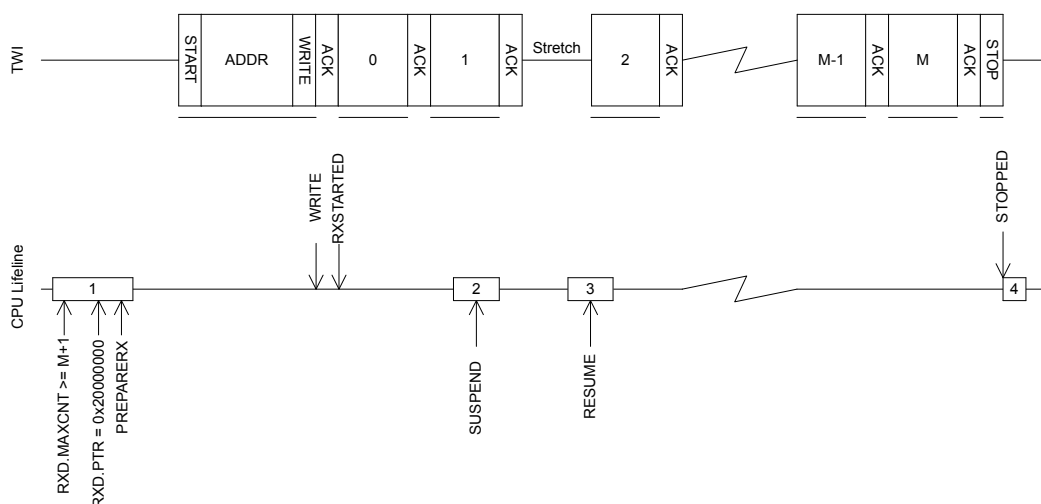 TWI
START
ADDR
WRITE
ACK
0
ACK
1
ACK
Stretch
2
ACK
M-1
ACK
M
ACK
STOP
CPU Lifeline
WRITE
RXSTARTED
STOPPED
1
2
3
4
RXD.MAXCNT >= M+1
RXD.PTR = 0x20000000
PREPARERX
SUSPEND
RESUME